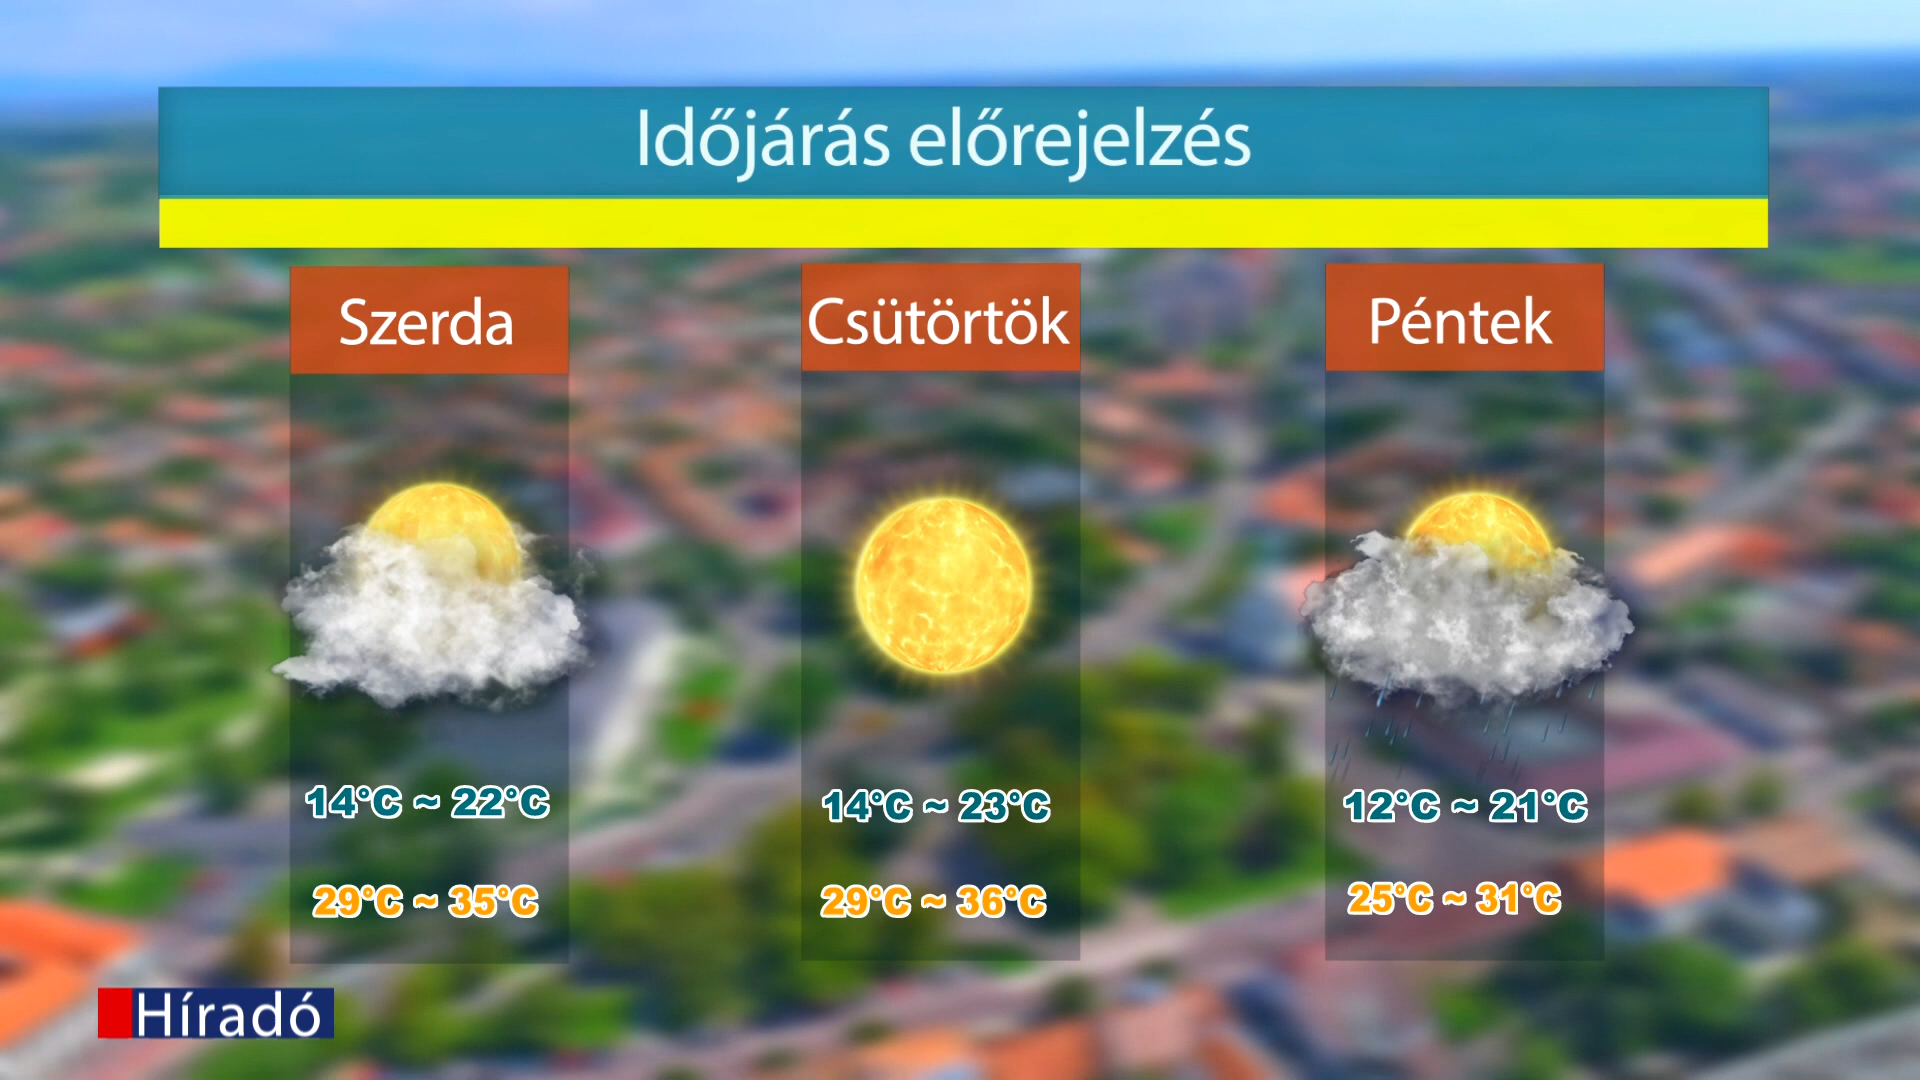 Időjárás előrejelzés
Szerda
Csütörtök
Péntek
14°C ~ 22°C
14°C ~ 23°C
12°C ~ 21°C
29°C ~ 35°C
29°C ~ 36°C
25°C ~ 31°C
Híradó